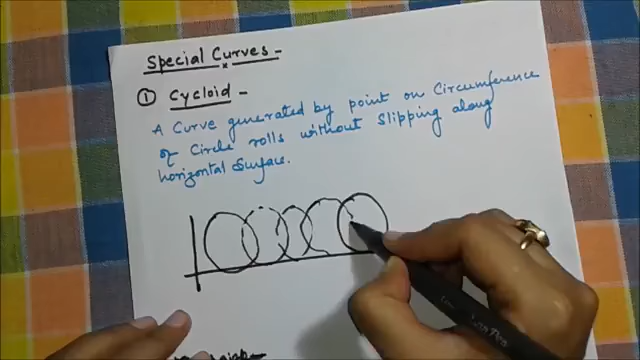 Special Curves -
① Cycloid -
A Curve generated by point on Circumference
of Circle rolls without slipping along
horizontal Surface.